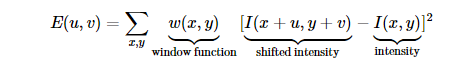 E(u, v) = ∑ w(x, y) [I(x + u, y + v) − I(x, y)]²
x,y window function shifted intensity intensity